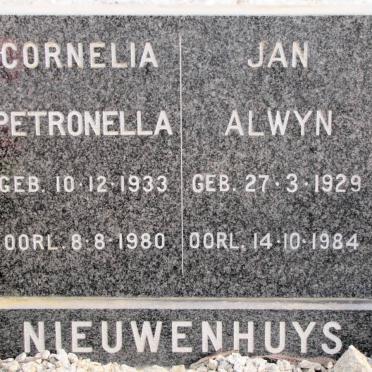 CORNELIA
PETRONELLA
GEB. 10·12·1933
OORL. 8·8·1980
JAN
ALWYN
GEB. 27·3·1929
OORL. 14·10·1984
NIEUWENHUYS